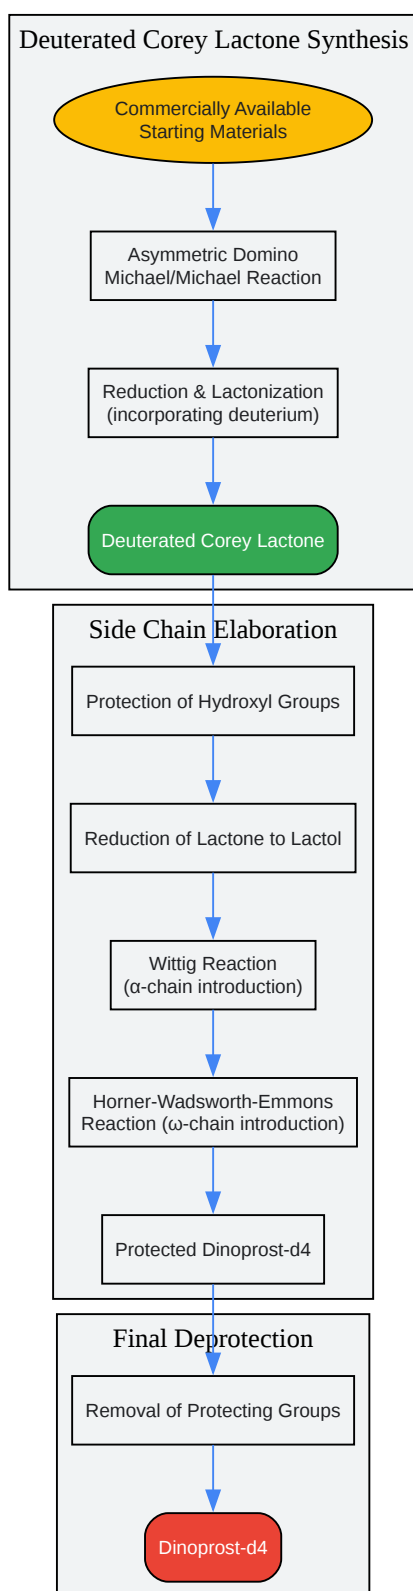 Deuterated Corey Lactone Synthesis
Commercially Available
Starting Materials
Asymmetric Domino
Michael/Michael Reaction
Reduction & Lactonization
(incorporating deuterium)
Deuterated Corey Lactone
Side Chain Elaboration
Protection of Hydroxyl Groups
Reduction of Lactone to Lactol
Wittig Reaction
(α-chain introduction)
Horner-Wadsworth-Emmons
Reaction (ω-chain introduction)
Protected Dinoprost-d4
Final Deprotection
Removal of Protecting Groups
Dinoprost-d4